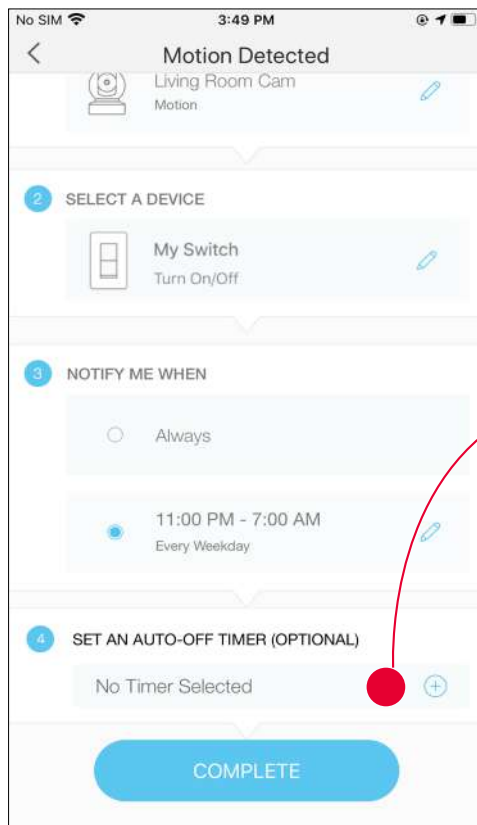 No SIM 3:49 PM
Motion Detected
Living Room Cam
Motion
2 SELECT A DEVICE
My Switch
Turn On/Off
3 NOTIFY ME WHEN
Always
11:00 PM - 7:00 AM
Every Weekday
4 SET AN AUTO-OFF TIMER (OPTIONAL)
No Timer Selected
COMPLETE